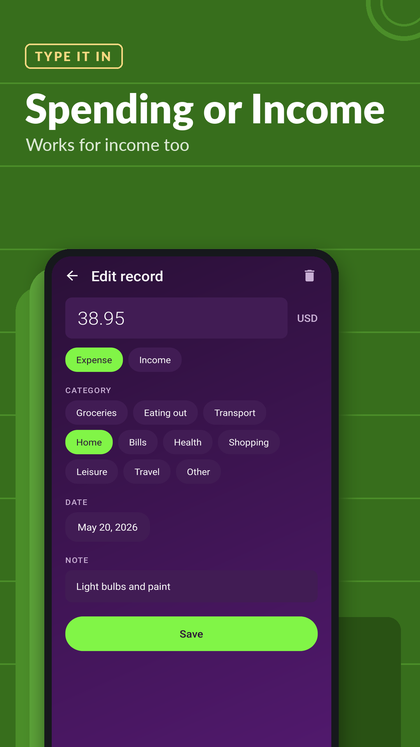 TYPE IT IN
Spending or Income
Works for income too
Edit record
38.95 USD
Expense Income
CATEGORY
Groceries Eating out Transport
Home Bills Health Shopping
Leisure Travel Other
DATE
May 20, 2026
NOTE
Light bulbs and paint
Save